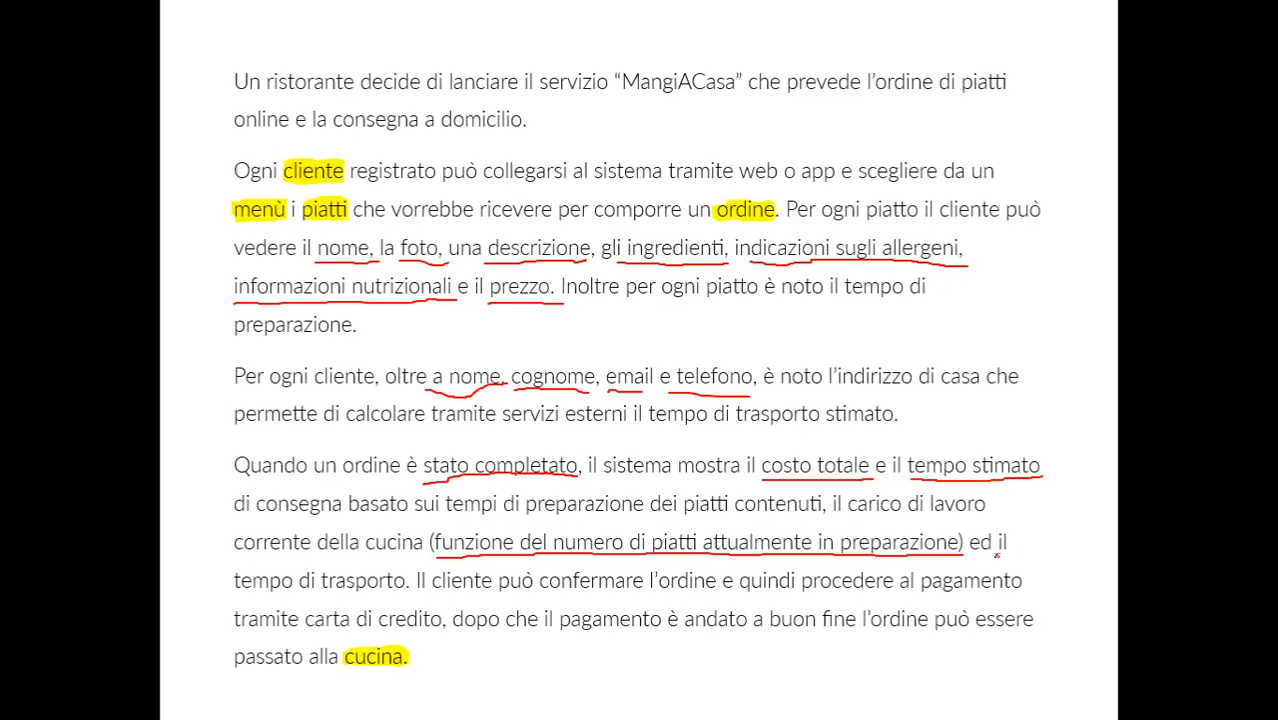 Un ristorante decide di lanciare il servizio “MangiACasa” che prevede l’ordine di piatti
online e la consegna a domicilio.
Ogni cliente registrato può collegarsi al sistema tramite web o app e scegliere da un
menù i piatti che vorrebbe ricevere per comporre un ordine. Per ogni piatto il cliente può
vedere il nome, la foto, una descrizione, gli ingredienti, indicazioni sugli allergeni,
informazioni nutrizionali e il prezzo. Inoltre per ogni piatto è noto il tempo di
preparazione.
Per ogni cliente, oltre a nome, cognome, email e telefono, è noto l’indirizzo di casa che
permette di calcolare tramite servizi esterni il tempo di trasporto stimato.
Quando un ordine è stato completato, il sistema mostra il costo totale e il tempo stimato
di consegna basato sui tempi di preparazione dei piatti contenuti, il carico di lavoro
corrente della cucina (funzione del numero di piatti attualmente in preparazione) ed il
tempo di trasporto. Il cliente può confermare l’ordine e quindi procedere al pagamento
tramite carta di credito, dopo che il pagamento è andato a buon fine l’ordine può essere
passato alla cucina.